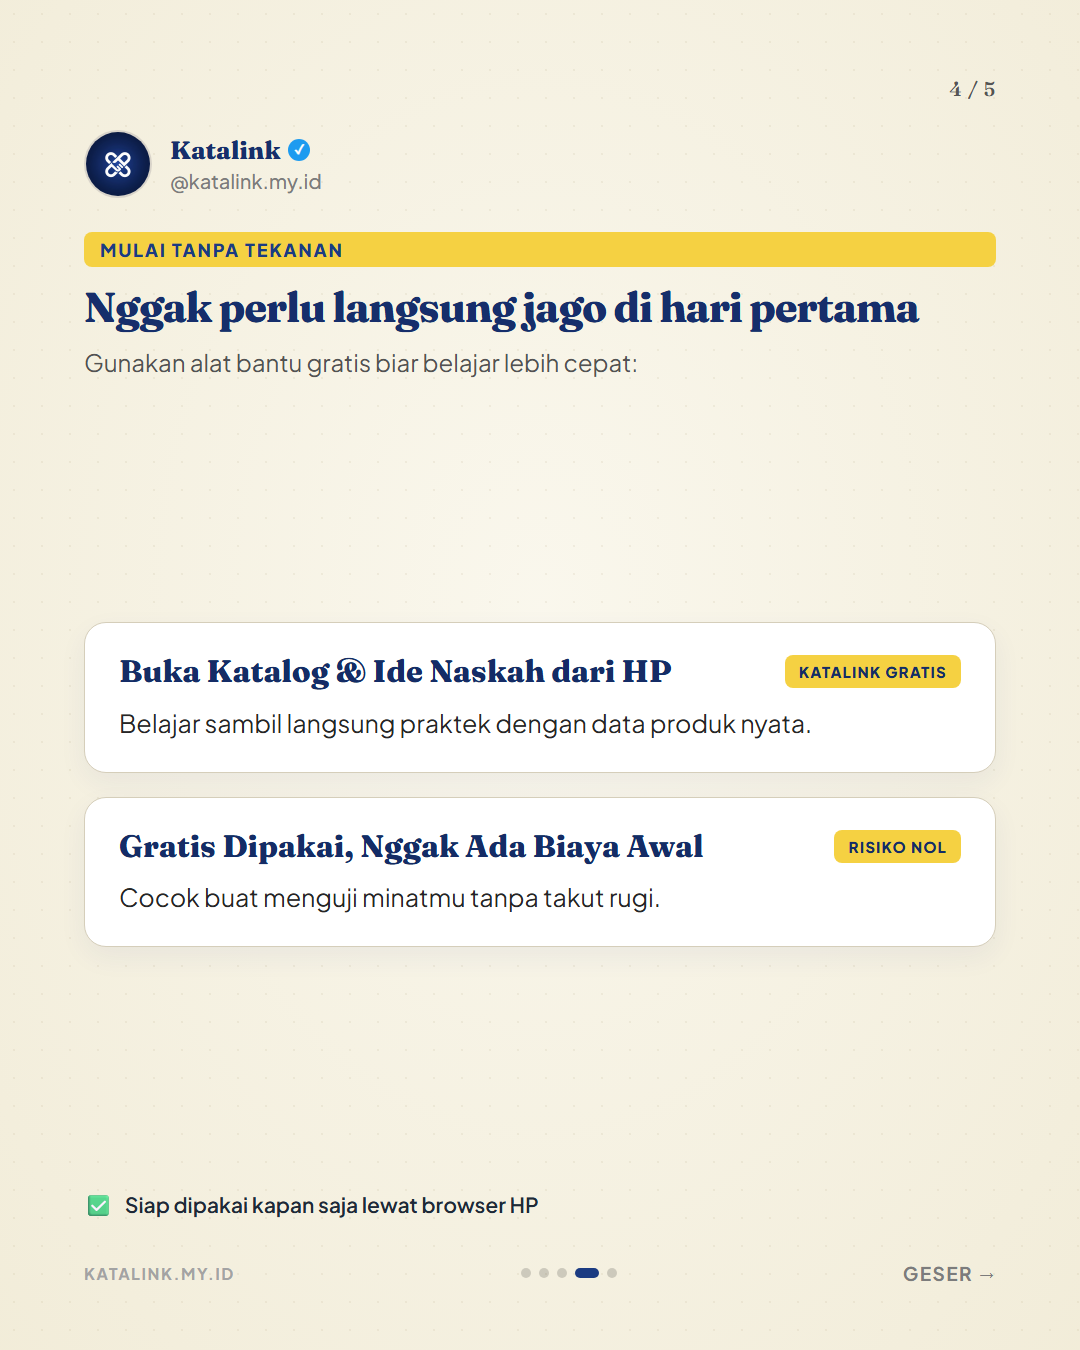 4 / 5
Katalink
@katalink.my.id
MULAI TANPA TEKANAN
Nggak perlu langsung jago di hari pertama
Gunakan alat bantu gratis biar belajar lebih cepat:
Buka Katalog & Ide Naskah dari HP
KATALINK GRATIS
Belajar sambil langsung praktek dengan data produk nyata.
Gratis Dipakai, Nggak Ada Biaya Awal
RISIKO NOL
Cocok buat menguji minatmu tanpa takut rugi.
✅ Siap dipakai kapan saja lewat browser HP
KATALINK.MY.ID
GESER →